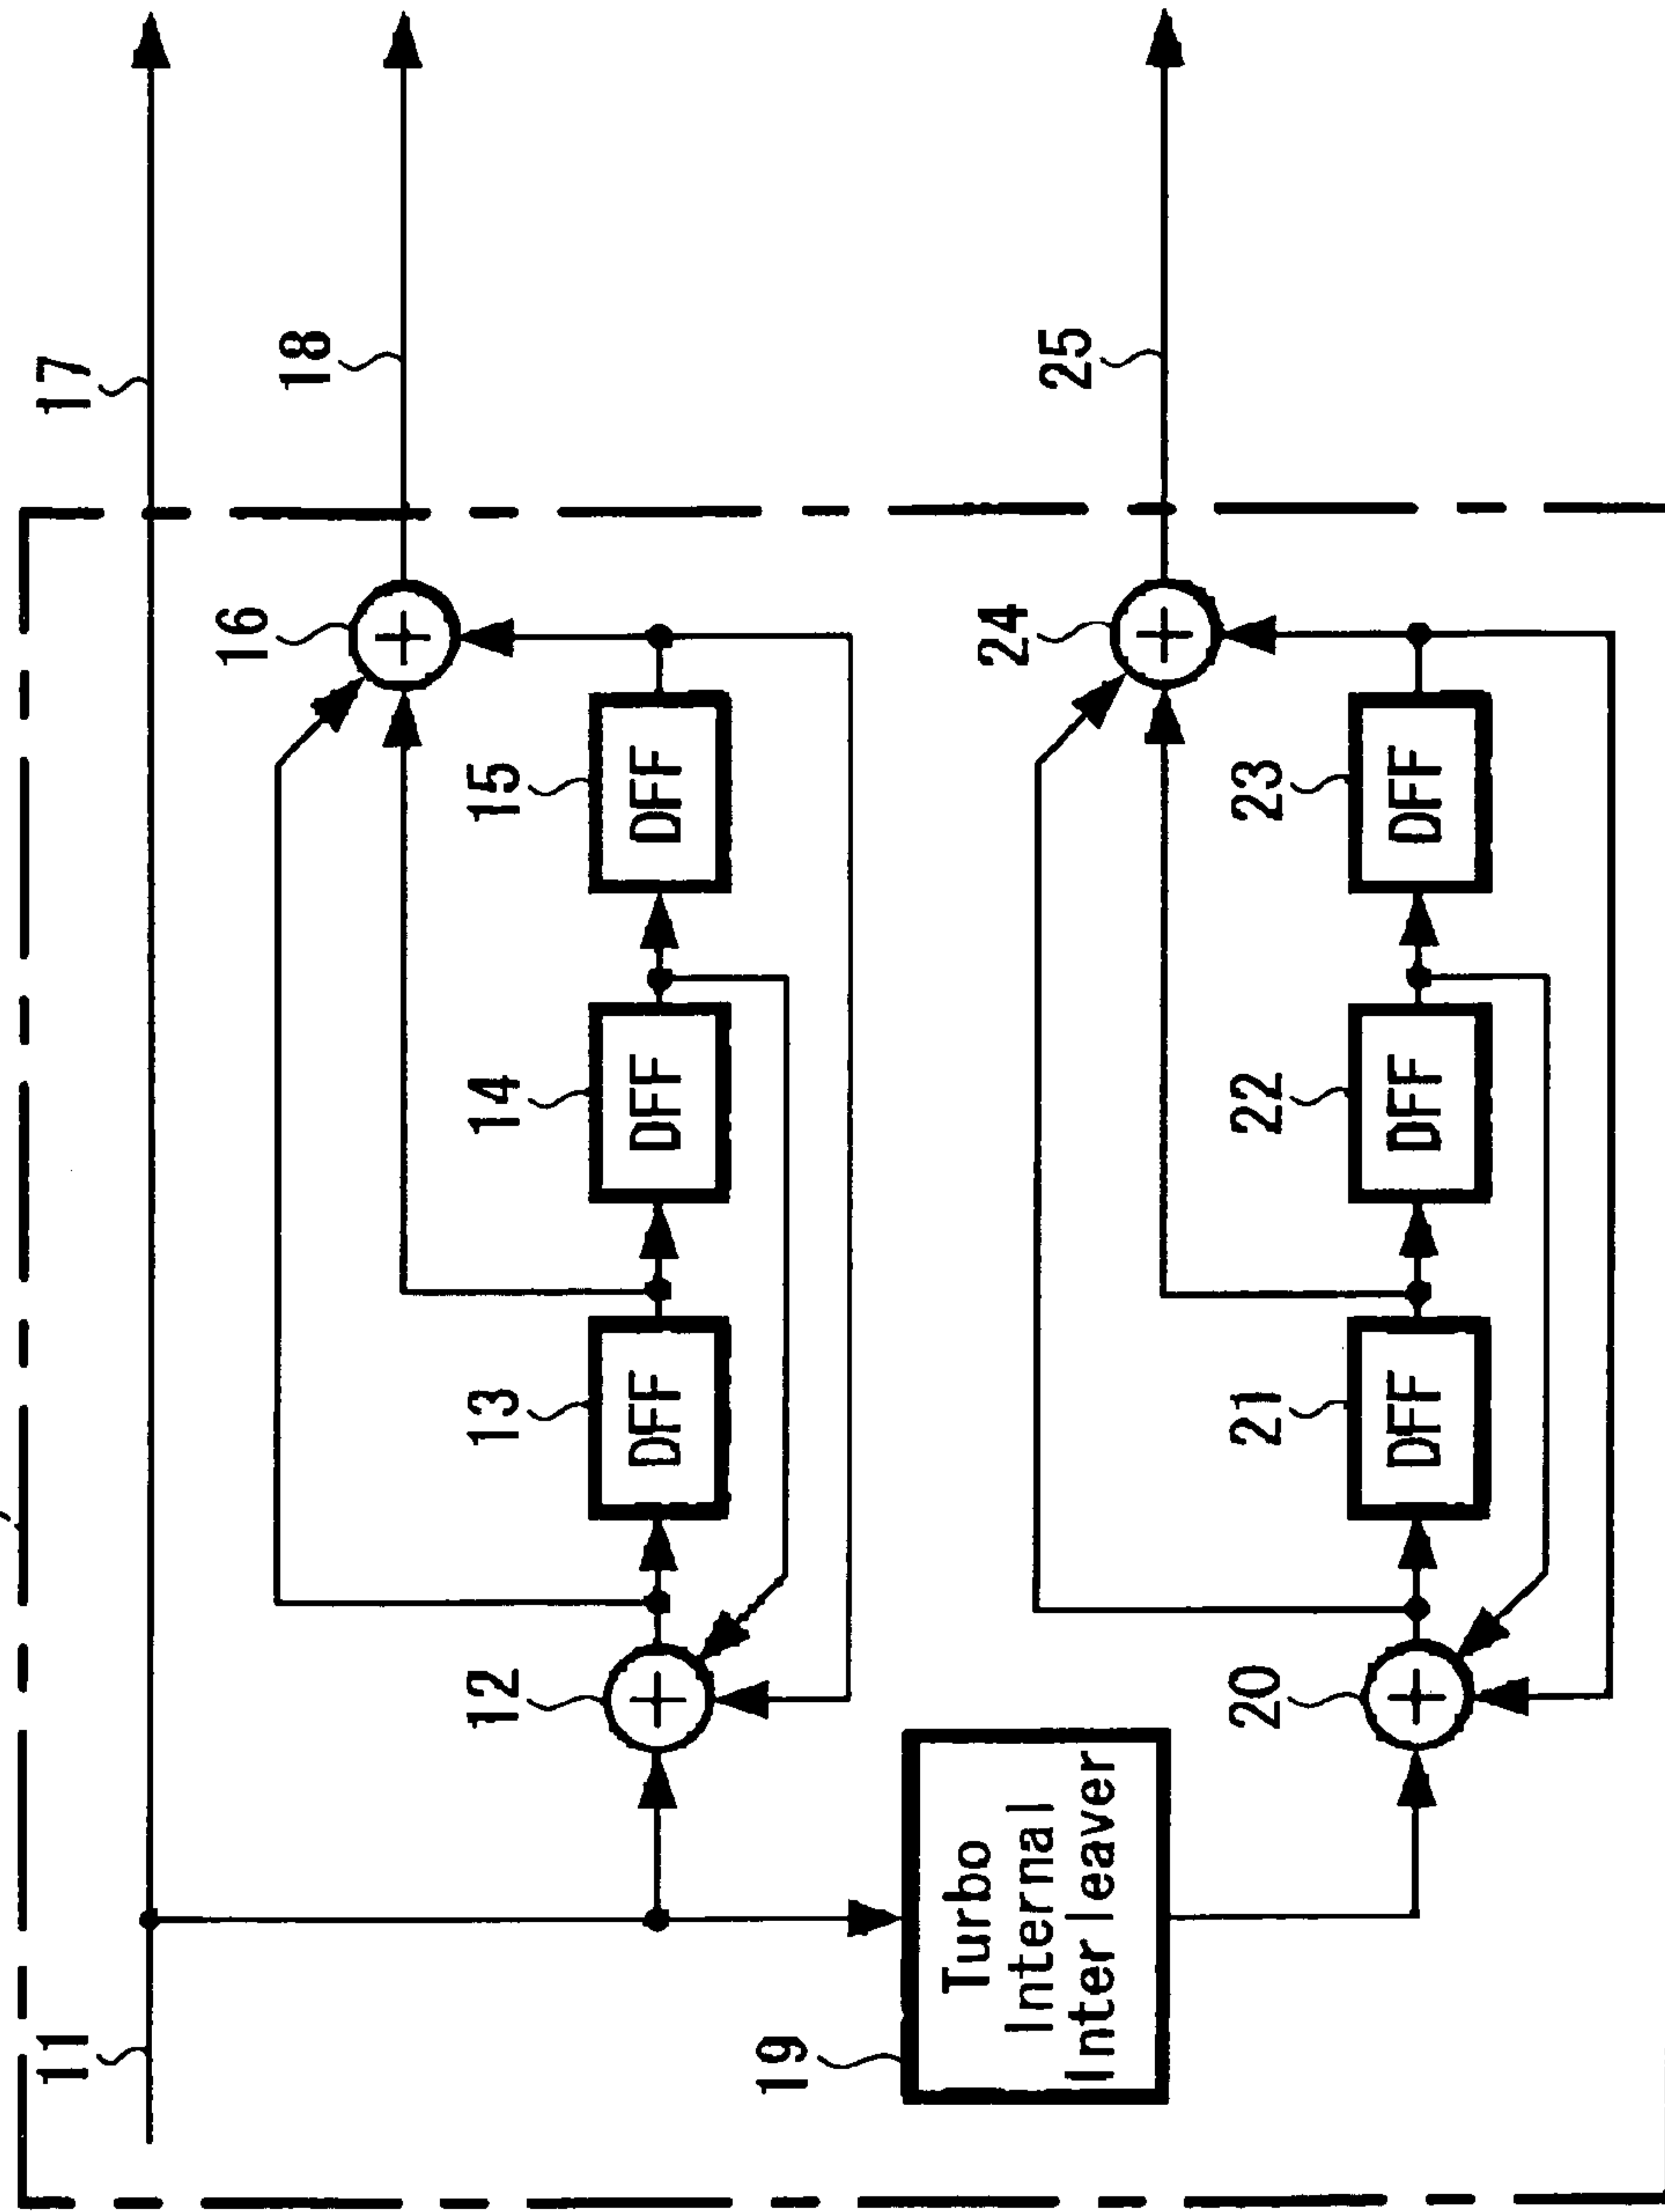 11
17
12
13
14
15
16
18
19
Turbo
Internal
Interleaver
20
21
22
23
24
25
DFF
DFF
DFF
DFF
DFF
DFF